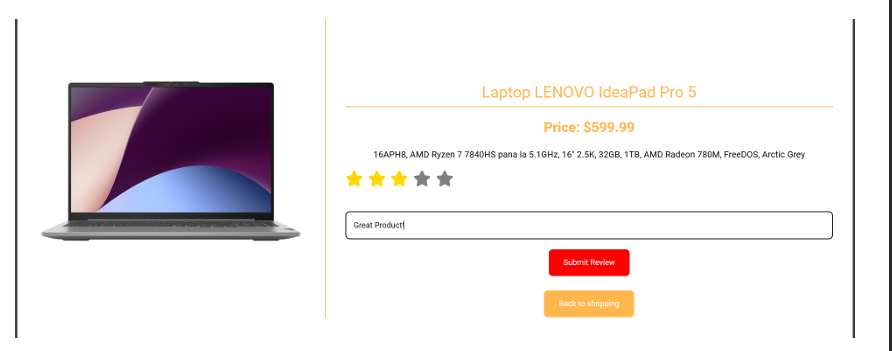 Laptop LENOVO IdeaPad Pro 5
Price: $599.99
16APH8, AMD Ryzen 7 7840HS pana la 5.1GHz, 16" 2.5K, 32GB, 1TB, AMD Radeon 780M, FreeDOS, Arctic Grey
Great Product!
Submit Review
Back to shopping